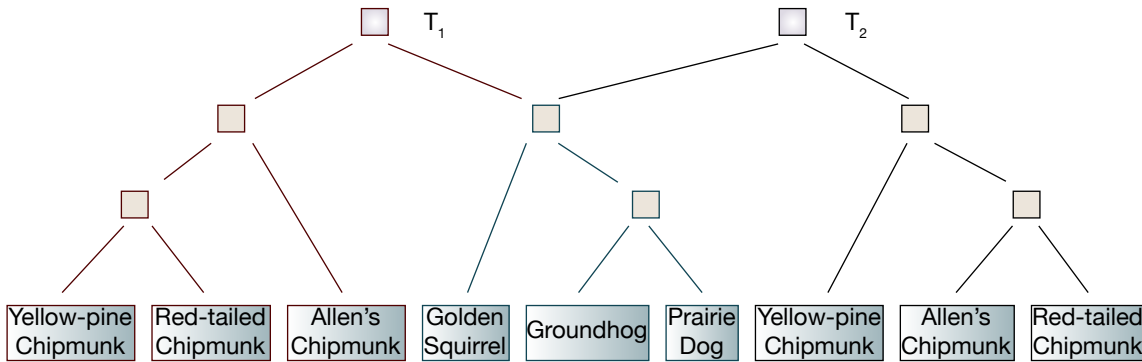 T1
T2
Yellow-pine
Chipmunk
Red-tailed
Chipmunk
Allen's
Chipmunk
Golden
Squirrel
Groundhog
Prairie
Dog
Yellow-pine
Chipmunk
Allen's
Chipmunk
Red-tailed
Chipmunk